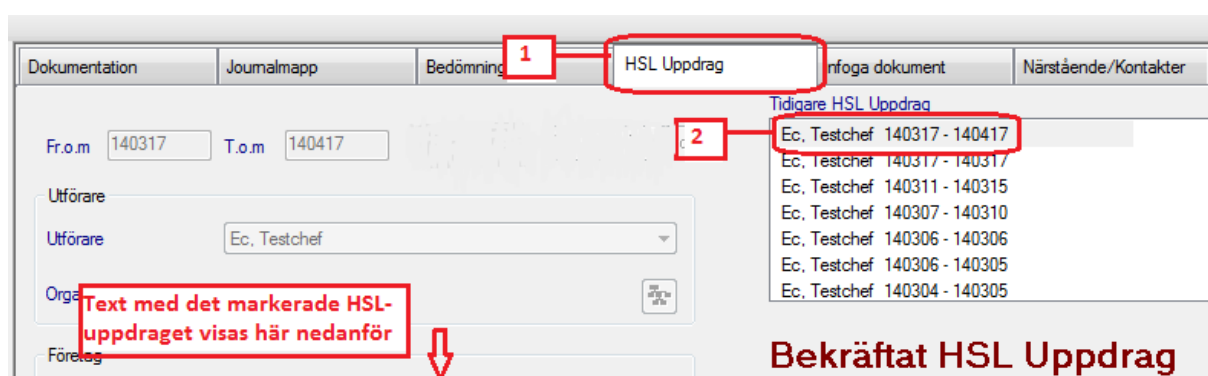 Dokumentation Journalmapp Bedömning 1 HSL Uppdrag nfoga dokument Närstående/Kontakter
Tidigare HSL Uppdrag
Fr.o.m 140317 T.o.m 140417
2
Ec, Testchef 140317 - 140417
Ec, Testchef 140317 - 140317
Ec, Testchef 140311 - 140315
Ec, Testchef 140307 - 140310
Ec, Testchef 140306 - 140306
Ec, Testchef 140306 - 140305
Ec, Testchef 140304 - 140305
Utförare
Utförare Ec, Testchef
Orga
Text med det markerade HSL-
uppdraget visas här nedanför
Företag
Bekräftat HSL Uppdrag